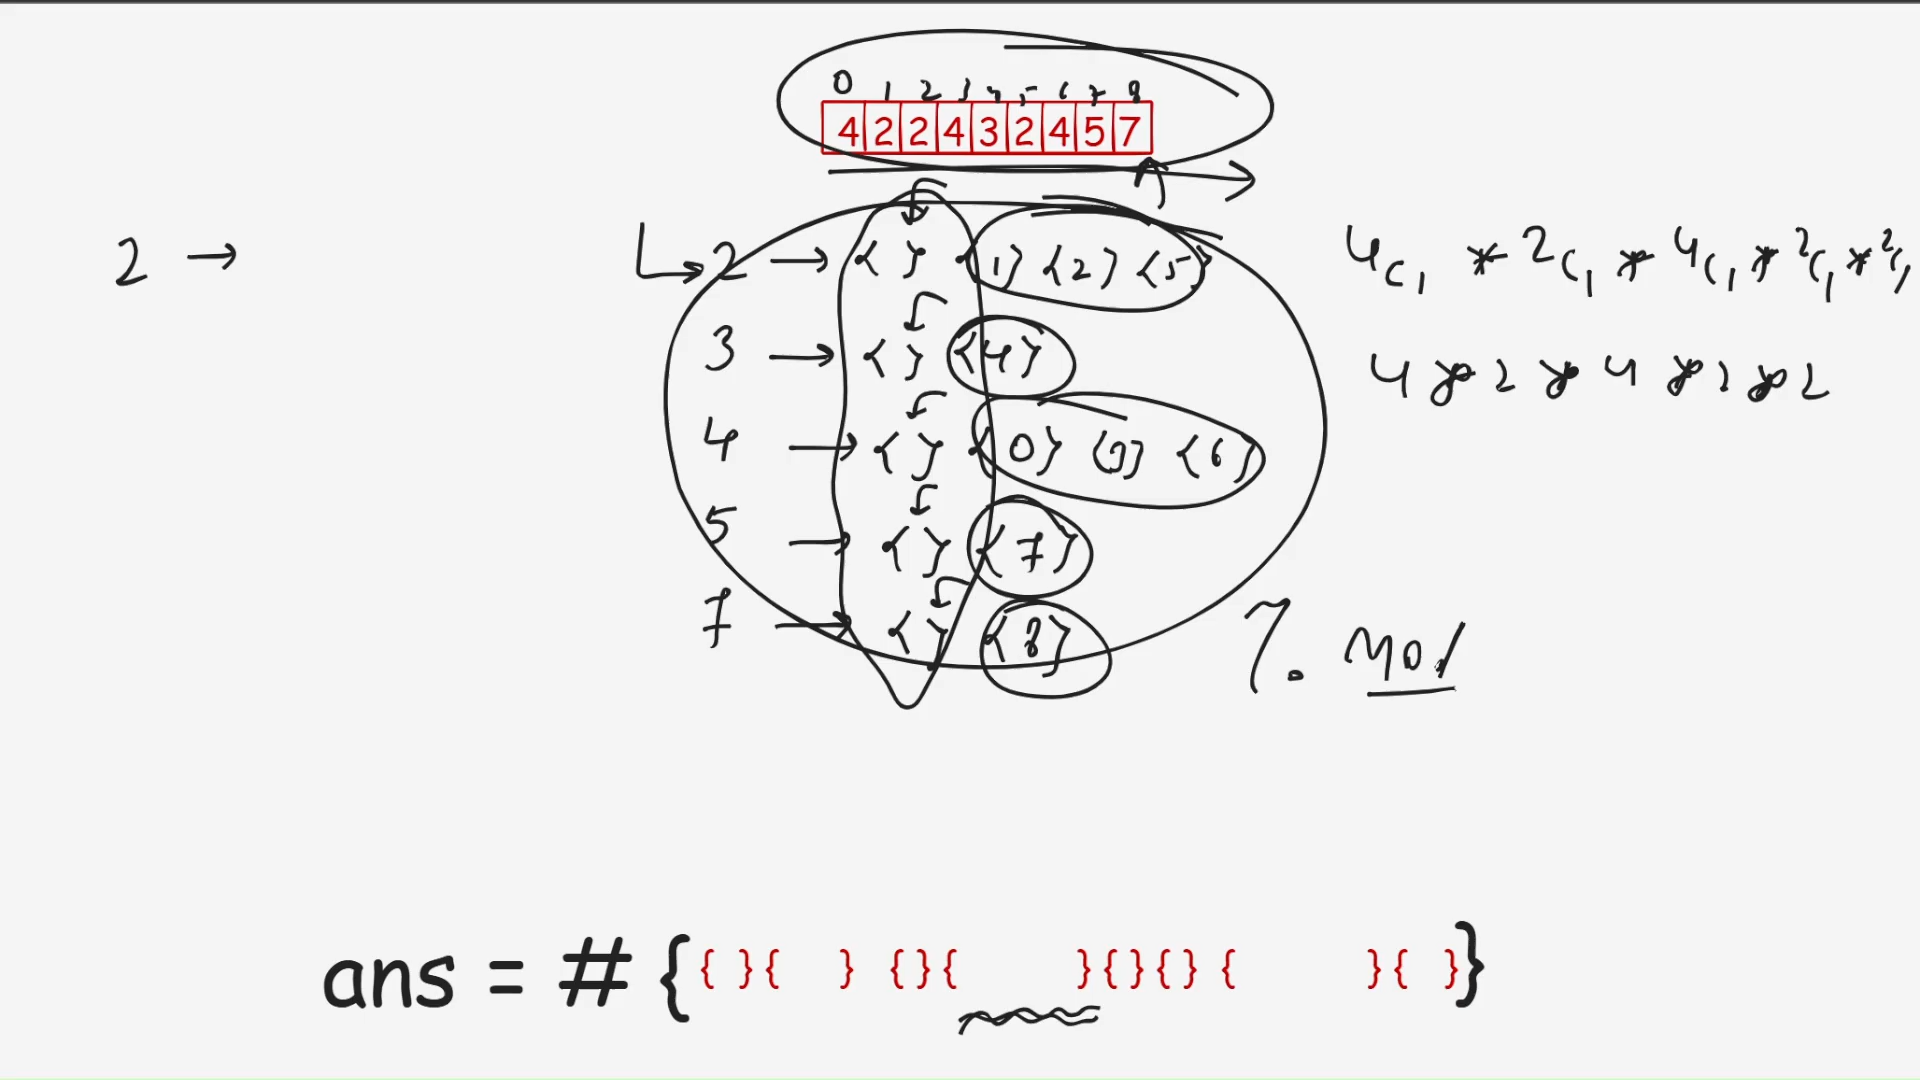 0 1 2 3 4 5 6 7 8
4 2 2 4 3 2 4 5 7
2 →
2 → { } {1} {2} {5}
4C1 * 2C1 * 4C1 * 2C1 * 2C1
3 → { } {4}
4 * 2 * 4 * 2 * 2
4 → { } {0} {3} {6}
5 → { } {7}
7 → { } {8}
% Mod
ans = # {{ }{ } {}{ }{}{} { }{ }}